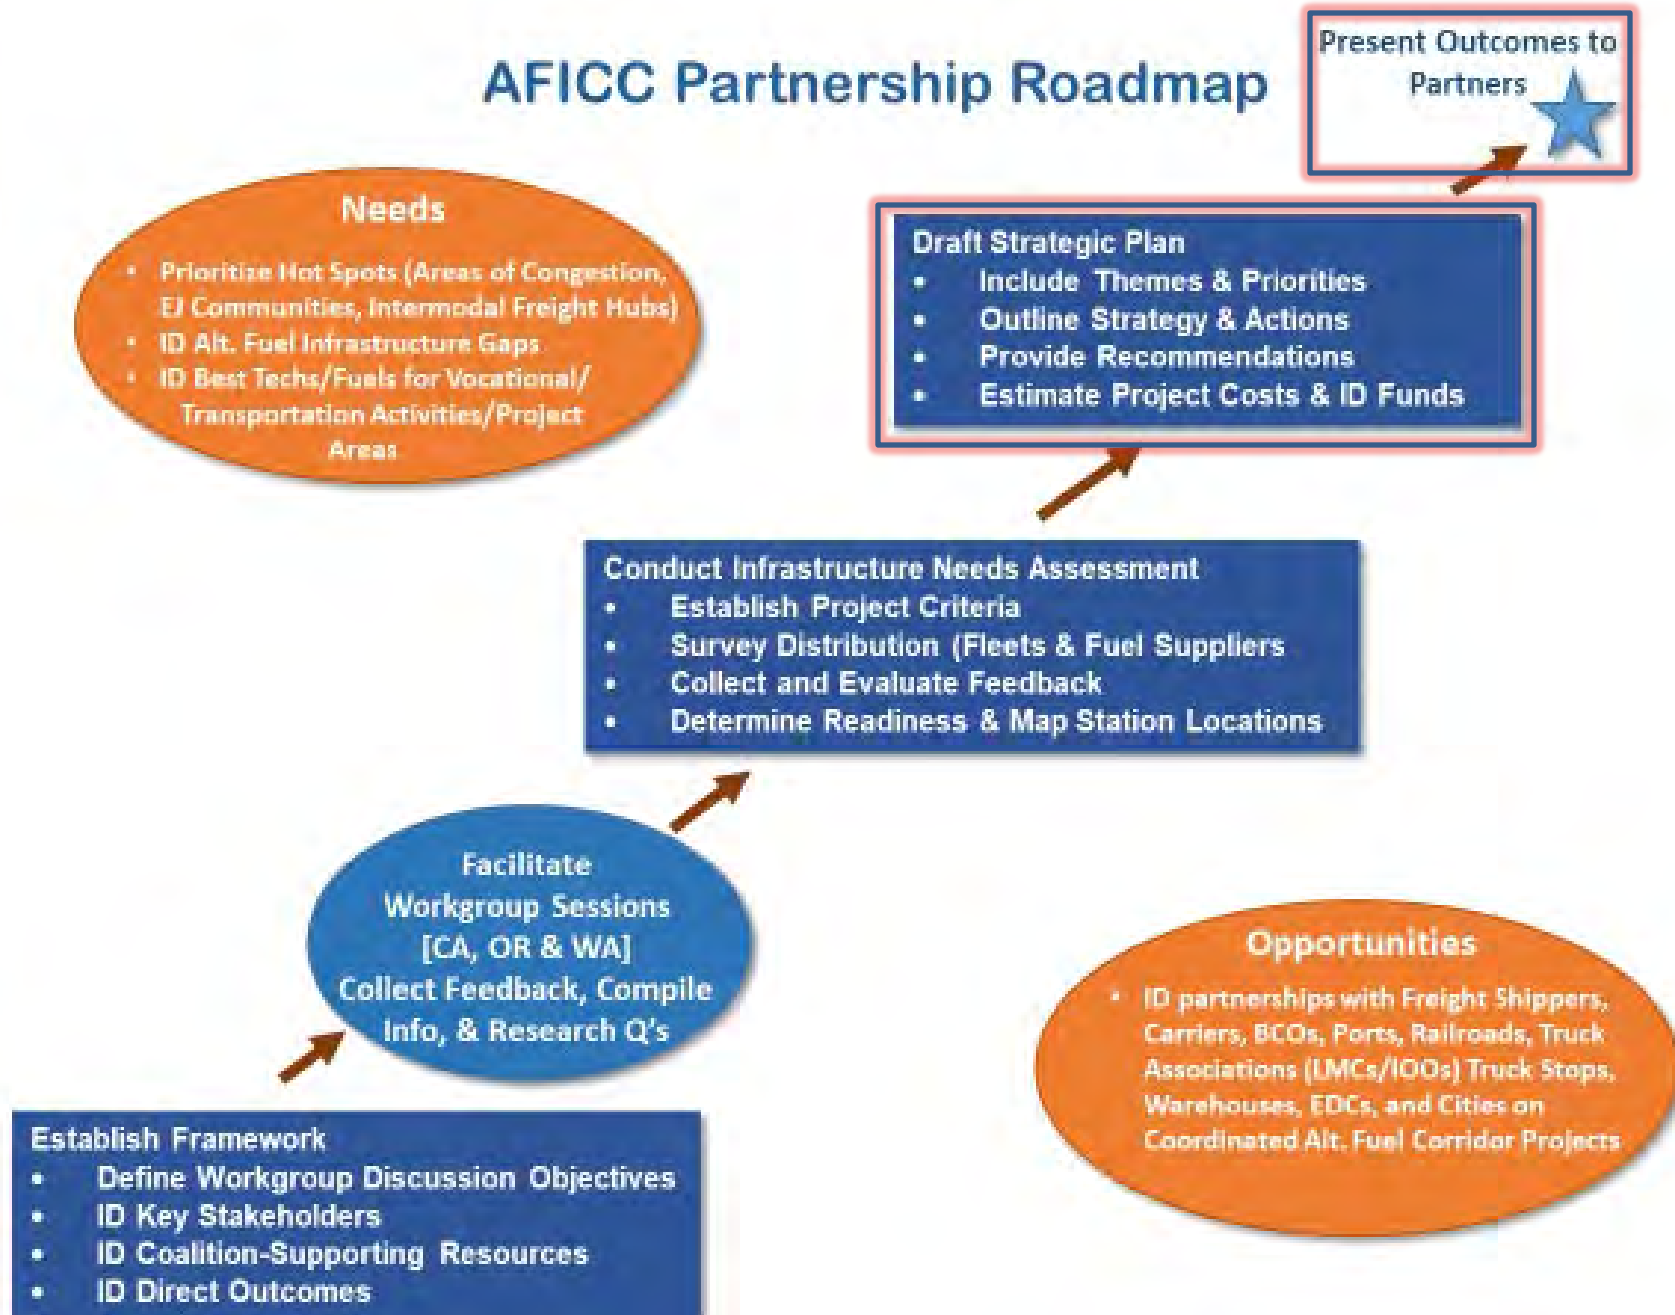 AFICC Partnership Roadmap
Present Outcomes to
Partners
Needs
• Prioritize Hot Spots (Areas of Congestion,
EJ Communities, Intermodal Freight Hubs)
• ID Alt. Fuel Infrastructure Gaps
• ID Best Techs/Fuels for Vocational/
Transportation Activities/Project
Areas
Draft Strategic Plan
• Include Themes & Priorities
• Outline Strategy & Actions
• Provide Recommendations
• Estimate Project Costs & ID Funds
Conduct Infrastructure Needs Assessment
• Establish Project Criteria
• Survey Distribution (Fleets & Fuel Suppliers
• Collect and Evaluate Feedback
• Determine Readiness & Map Station Locations
Facilitate
Workgroup Sessions
[CA, OR & WA]
Collect Feedback, Compile
Info, & Research Q's
Opportunities
• ID partnerships with Freight Shippers,
Carriers, BCOs, Ports, Railroads, Truck
Associations (LMCs/IOOs) Truck Stops,
Warehouses, EDCs, and Cities on
Coordinated Alt. Fuel Corridor Projects
Establish Framework
• Define Workgroup Discussion Objectives
• ID Key Stakeholders
• ID Coalition-Supporting Resources
• ID Direct Outcomes